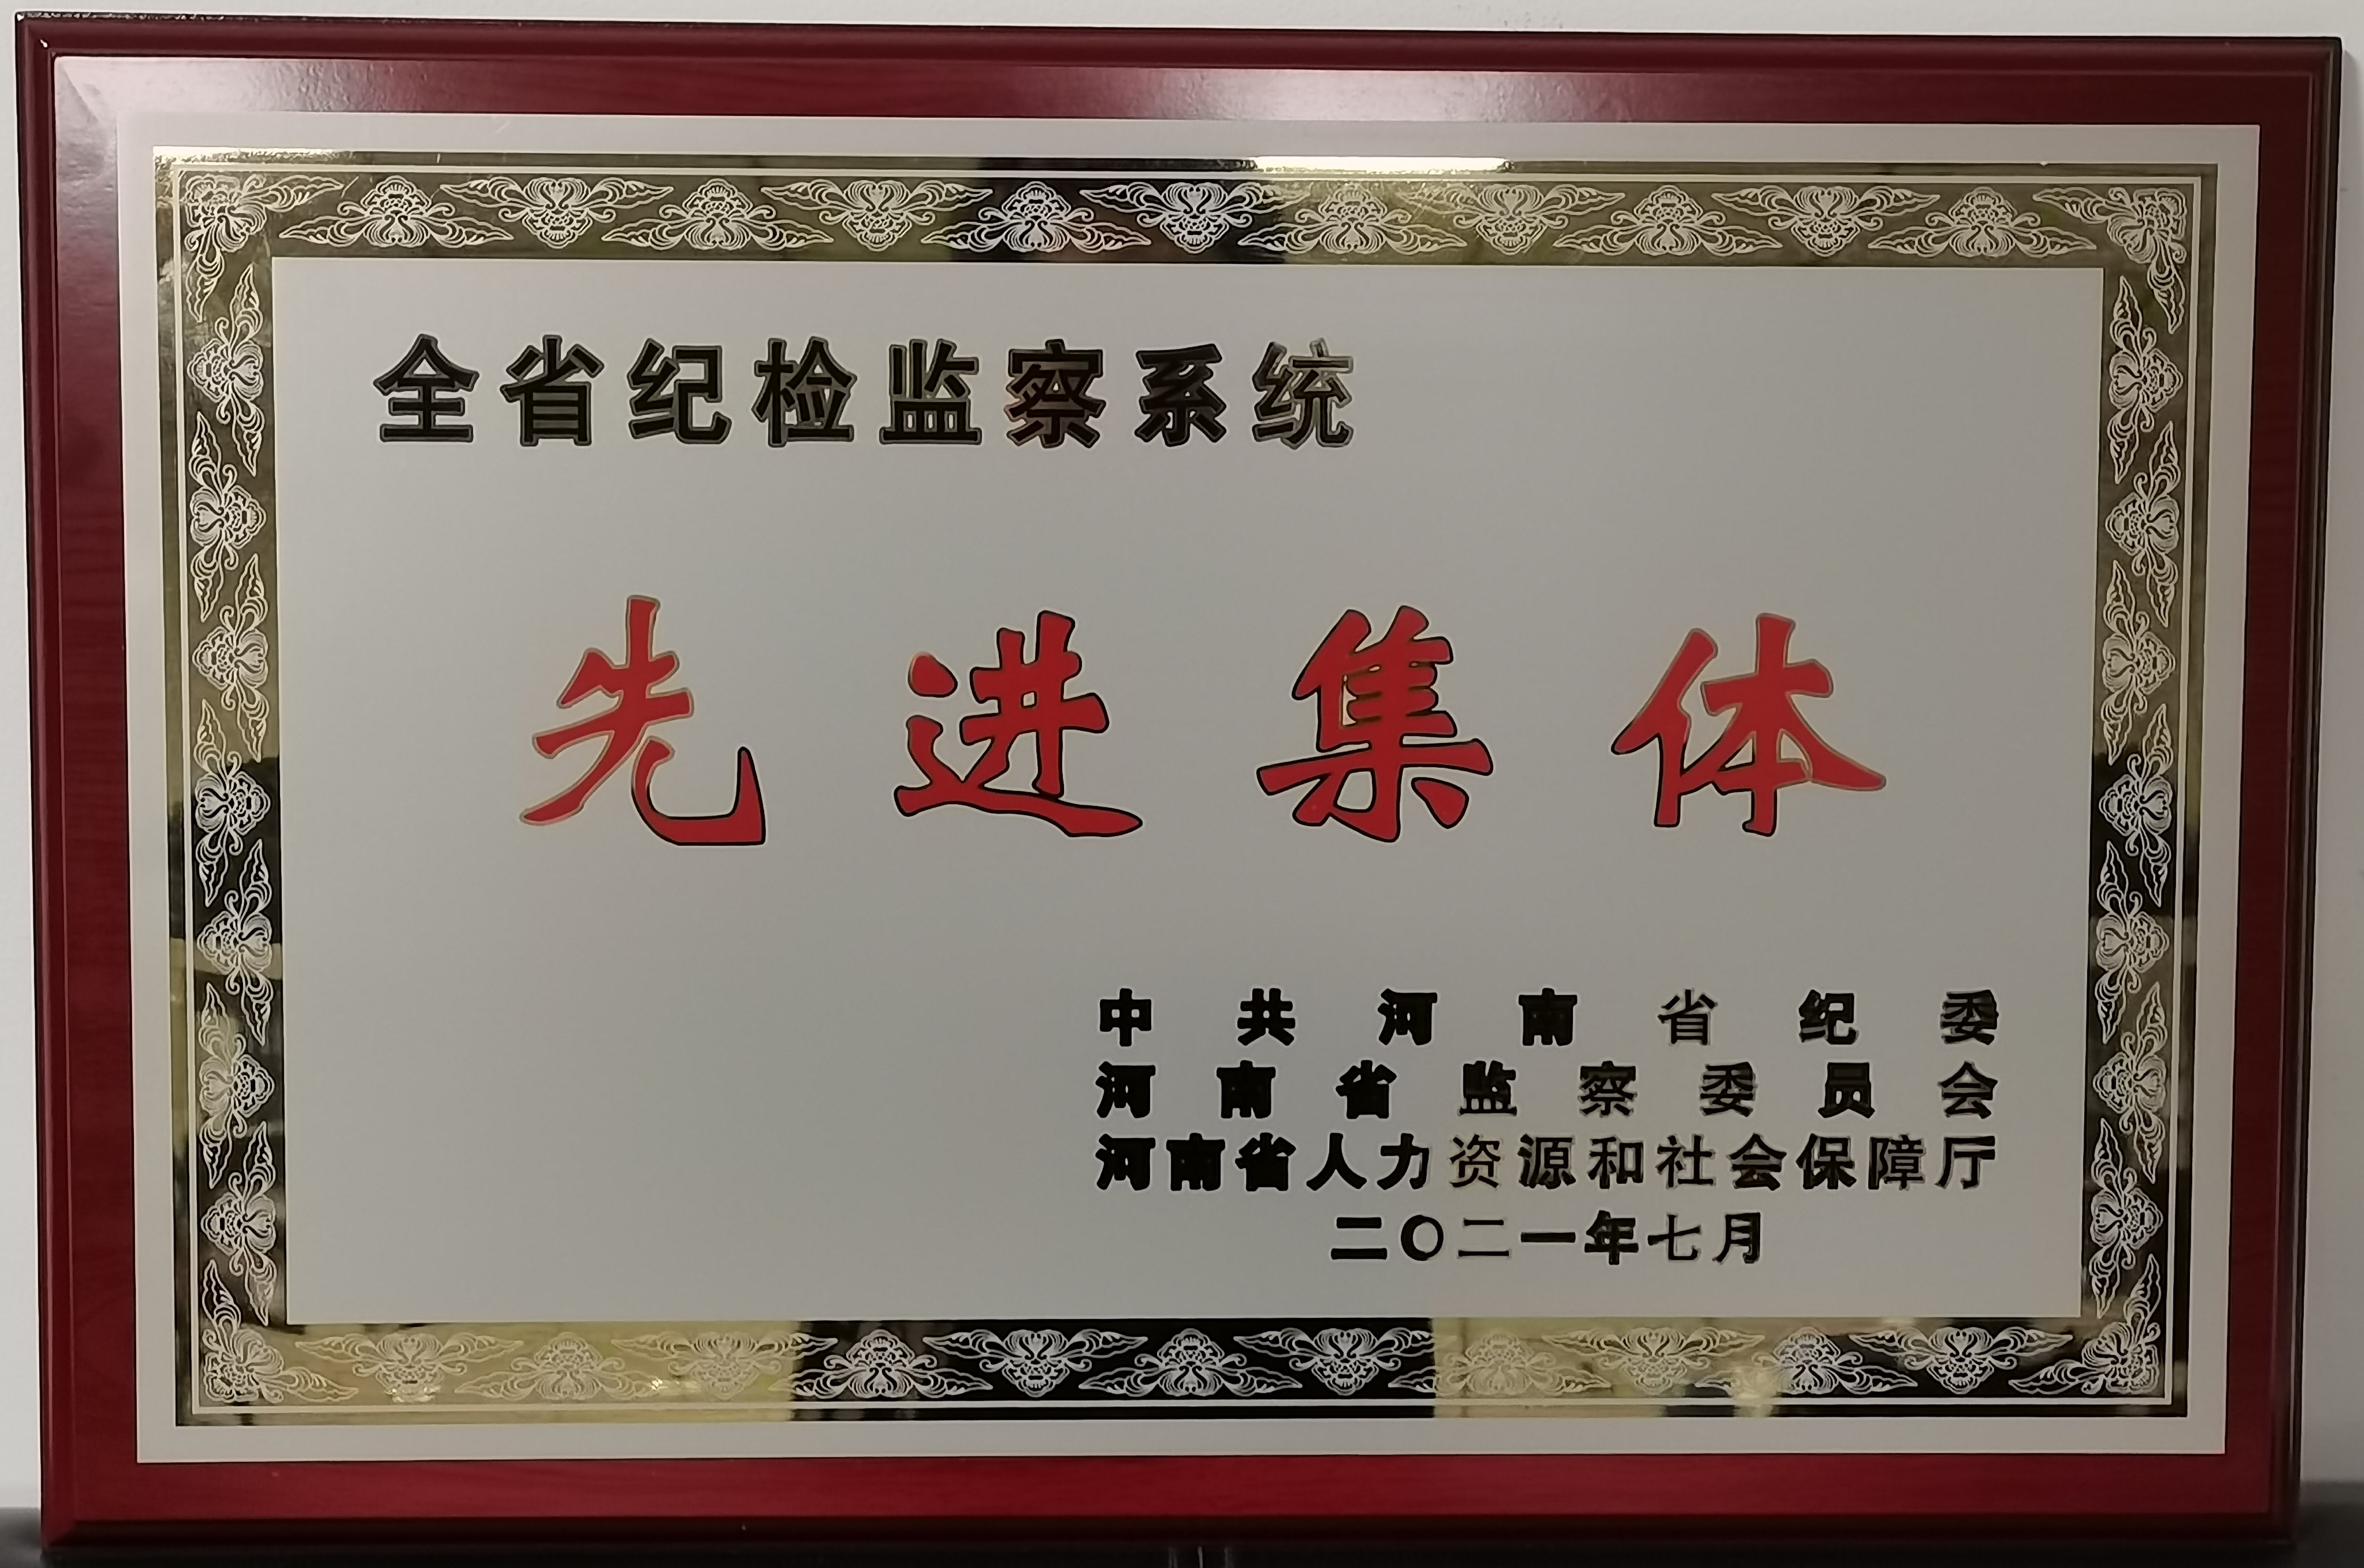 全省纪检监察系统
先进集体
中共河南省纪委
河南省监察委员会
河南省人力资源和社会保障厅
二〇二一年七月